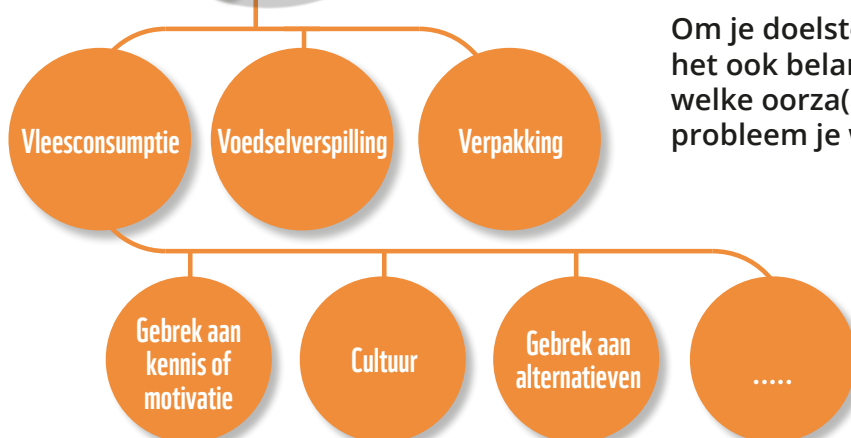 Om je doelst
het ook belan
welke oorza(
probleem je
Vleesconsumptie
Voedselverspilling
Verpakking
Gebrek aan
kennis of
motivatie
Cultuur
Gebrek aan
alternatieven
.....